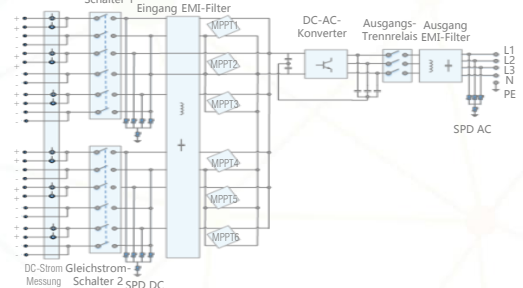 Schalter 1
Eingang EMI-Filter
MPPT1
MPPT2
MPPT3
MPPT4
MPPT5
MPPT6
DC-AC-
Konverter
Ausgangs-
Trennrelais
Ausgang
EMI-Filter
L1
L2
L3
N
PE
SPD AC
DC-Strom
Messung
Gleichstrom-
Schalter 2
SPD DC